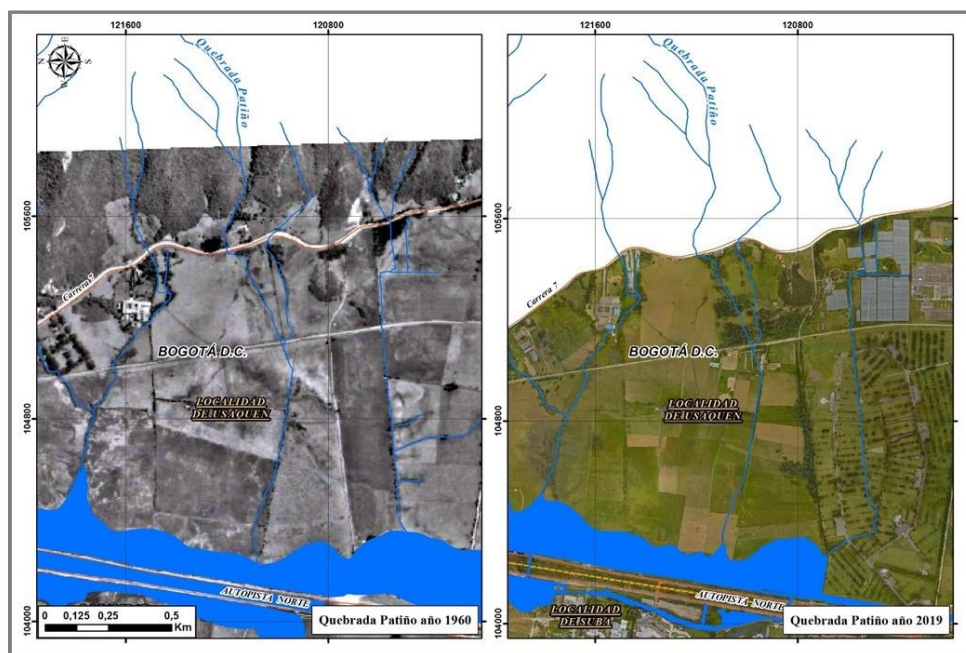 121600
120800
121600
120800
E
N
S
W
Quebrada Patiño
Quebrada Patiño
105600
105600
Carrera 7
Carrera 7
BOGOTÁ D.C.
BOGOTÁ D.C.
LOCALIDAD
DE USAQUEN
LOCALIDAD
DE USAQUEN
104800
104800
AUTOPISTA NORTE
AUTOPISTA NORTE
LOCALIDAD
DE SUBA
104000
104000
0 0,125 0,25 0,5
Km
Quebrada Patiño año 1960
Quebrada Patiño año 2019